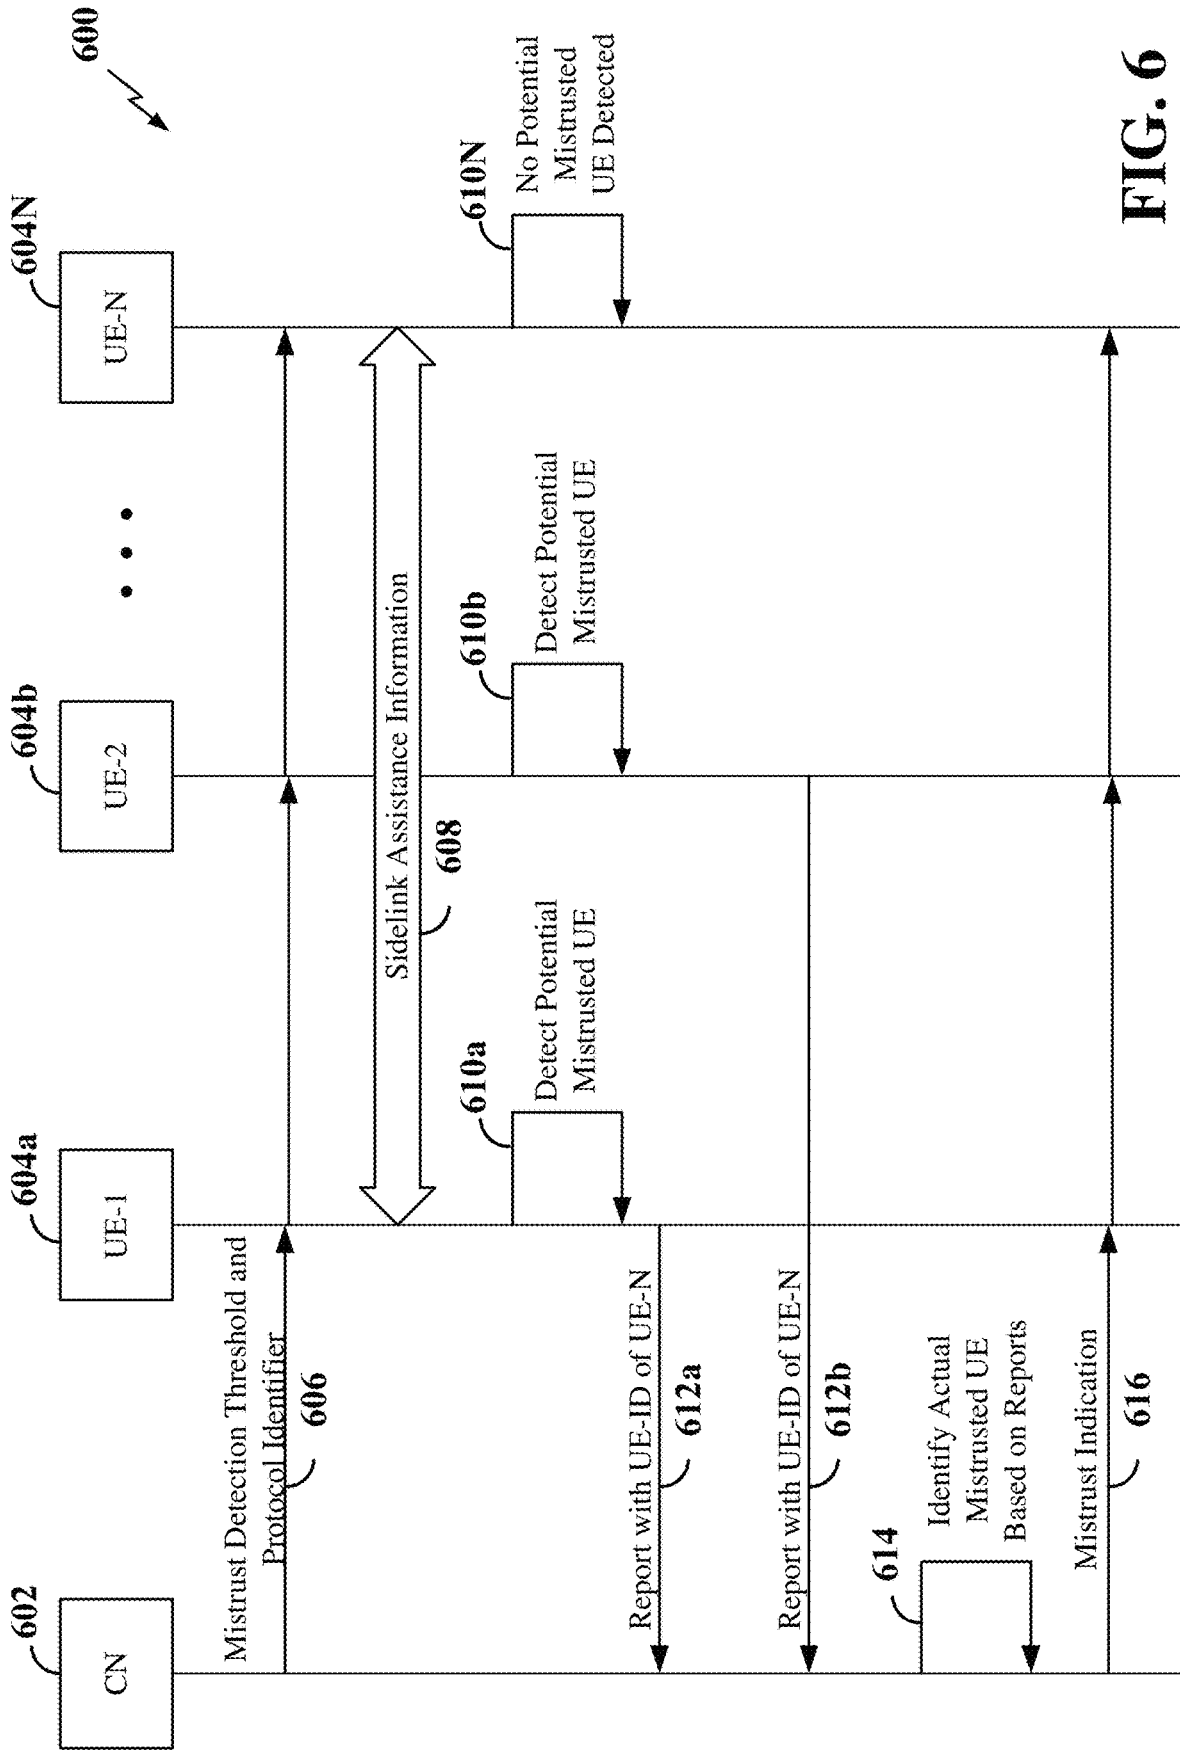 600
602
604a
604b
604N
CN
UE-1
UE-2
UE-N
Mistrust Detection Threshold and
Protocol Identifier
606
Sidelink Assistance Information
608
610a
Detect Potential
Mistrusted UE
610b
Detect Potential
Mistrusted UE
610N
No Potential
Mistrusted
UE Detected
Report with UE-ID of UE-N
612a
Report with UE-ID of UE-N
612b
614
Identify Actual
Mistrusted UE
Based on Reports
Mistrust Indication
616
FIG. 6